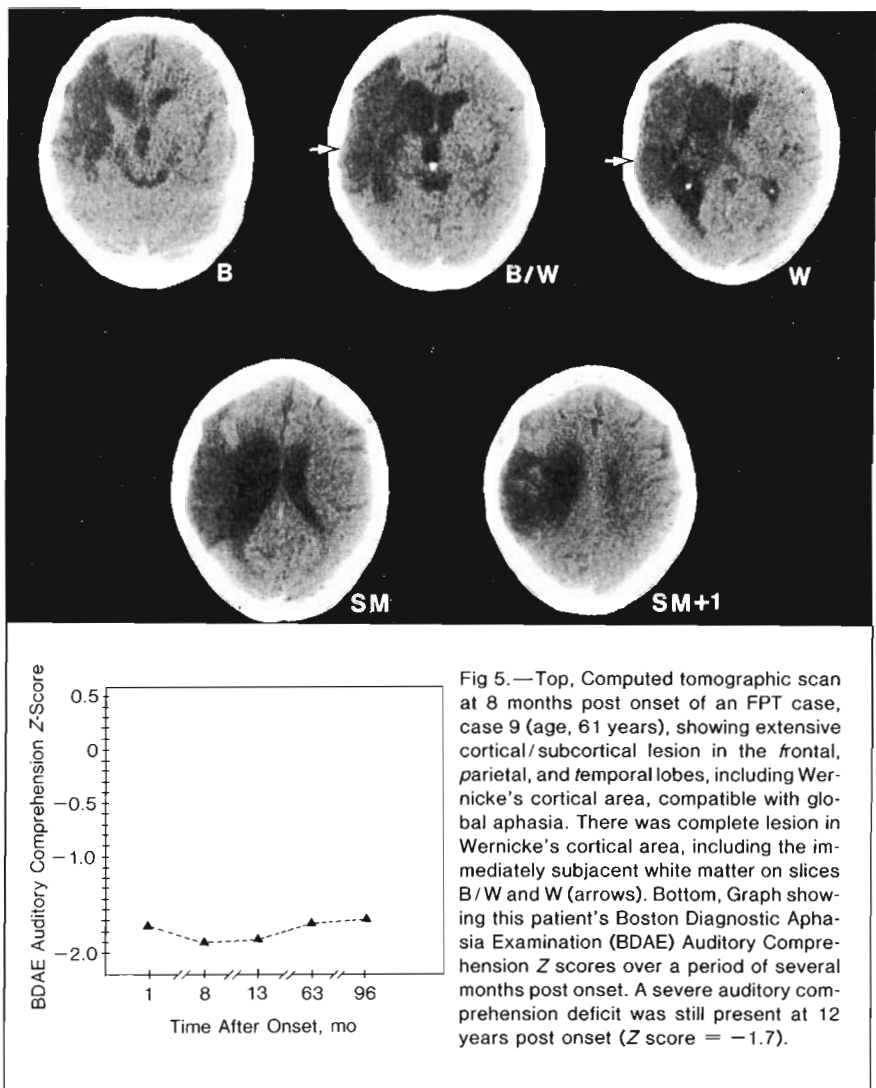 B
B/W
W
SM
SM+1
BDAE Auditory Comprehension Z-Score
0.5
0
−0.5
−1.0
−2.0
1 8 13 63 96
Time After Onset, mo
Fig 5.—Top, Computed tomographic scan
at 8 months post onset of an FPT case,
case 9 (age, 61 years), showing extensive
cortical/subcortical lesion in the frontal,
parietal, and temporal lobes, including Wer-
nicke's cortical area, compatible with glo-
bal aphasia. There was complete lesion in
Wernicke's cortical area, including the im-
mediately subjacent white matter on slices
B/W and W (arrows). Bottom, Graph show-
ing this patient's Boston Diagnostic Apha-
sia Examination (BDAE) Auditory Compre-
hension Z scores over a period of several
months post onset. A severe auditory com-
prehension deficit was still present at 12
years post onset (Z score = −1.7).